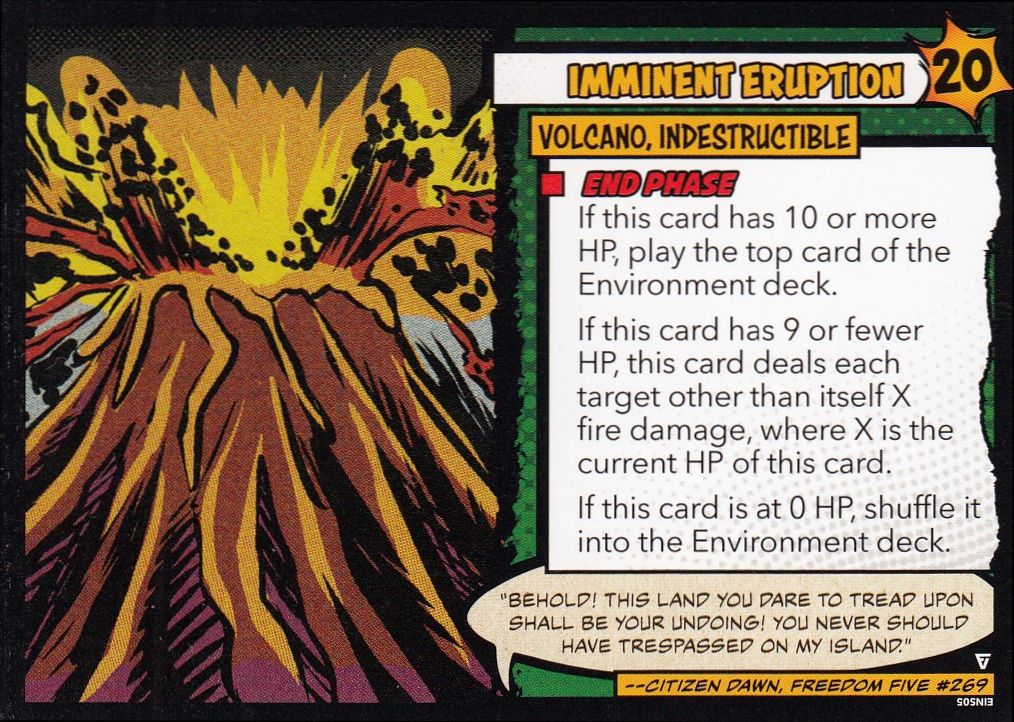 IMMINENT ERUPTION
20
VOLCANO, INDESTRUCTIBLE
END PHASE
If this card has 10 or more
HP, play the top card of the
Environment deck.
If this card has 9 or fewer
HP, this card deals each
target other than itself X
fire damage, where X is the
current HP of this card.
If this card is at 0 HP, shuffle it
into the Environment deck.
"BEHOLD! THIS LAND YOU DARE TO TREAD UPON
SHALL BE YOUR UNDOING! YOU NEVER SHOULD
HAVE TRESPASSED ON MY ISLAND."
--CITIZEN DAWN, FREEDOM FIVE #269